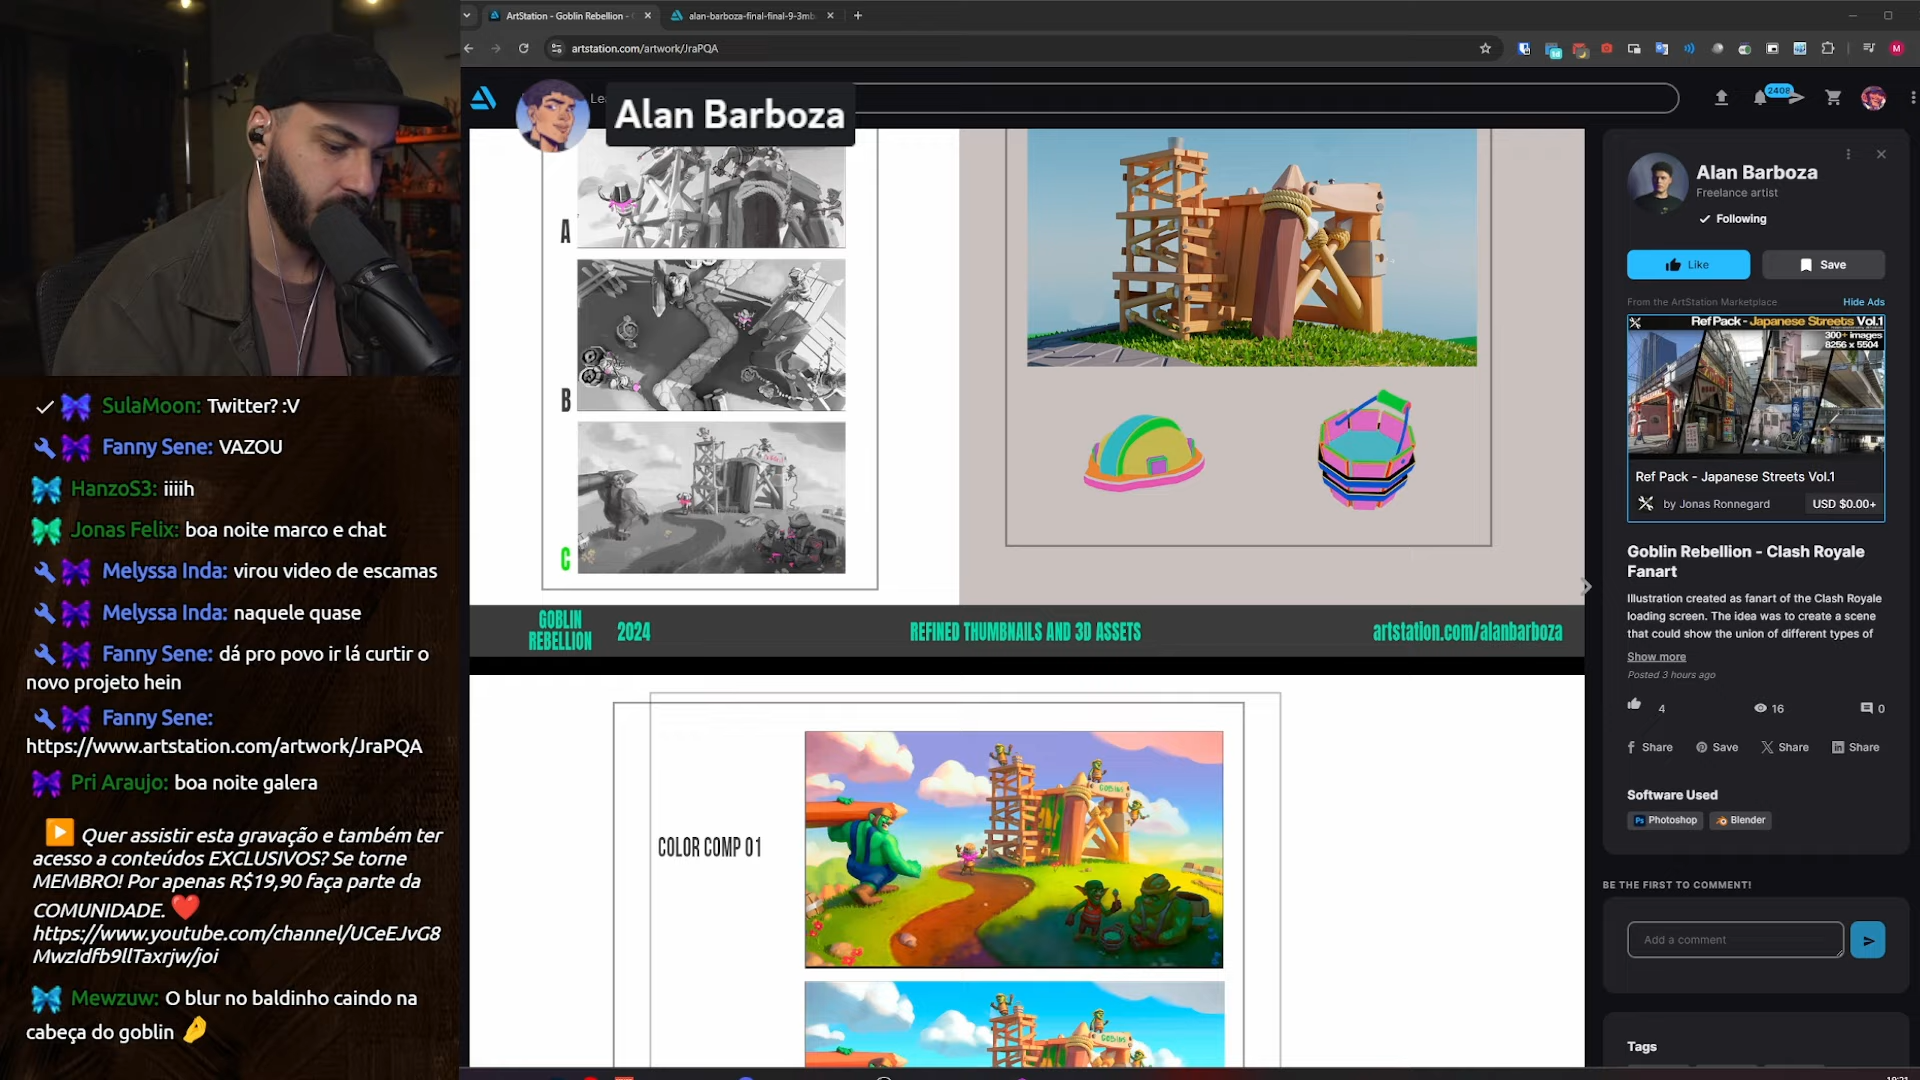 ArtStation - Goblin Rebellion -
alan-barboza-final-final-9-3mb
artstation.com/artwork/JraPQA
Alan Barboza
2408
A
B
C
GOBLIN
REBELLION
2024
REFINED THUMBNAILS AND 3D ASSETS
artstation.com/alanbarboza
COLOR COMP 01
GOBLINS
Alan Barboza
Freelance artist
Following
Like
Save
From the ArtStation Marketplace
Hide Ads
Ref Pack - Japanese Streets Vol.1
300+ images
8256 x 5504
Ref Pack - Japanese Streets Vol.1
by Jonas Ronnegard
USD $0.00+
Goblin Rebellion - Clash Royale
Fanart
Illustration created as fanart of the Clash Royale
loading screen. The idea was to create a scene
that could show the union of different types of
Show more
Posted 3 hours ago
4
16
0
Share
Save
Share
Share
Software Used
Photoshop
Blender
BE THE FIRST TO COMMENT!
Add a comment
Tags
SulaMoon: Twitter? :V
Fanny Sene: VAZOU
HanzoS3: iiiih
Jonas Felix: boa noite marco e chat
Melyssa Inda: virou video de escamas
Melyssa Inda: naquele quase
Fanny Sene: dá pro povo ir lá curtir o
novo projeto hein
Fanny Sene:
https://www.artstation.com/artwork/JraPQA
Pri Araujo: boa noite galera
Quer assistir esta gravação e também ter
acesso a conteúdos EXCLUSIVOS? Se torne
MEMBRO! Por apenas R$19,90 faça parte da
COMUNIDADE.
https://www.youtube.com/channel/UCeEJvG8
MwzIdfb9llTaxrjw/joi
Mewzuw: O blur no baldinho caindo na
cabeça do goblin